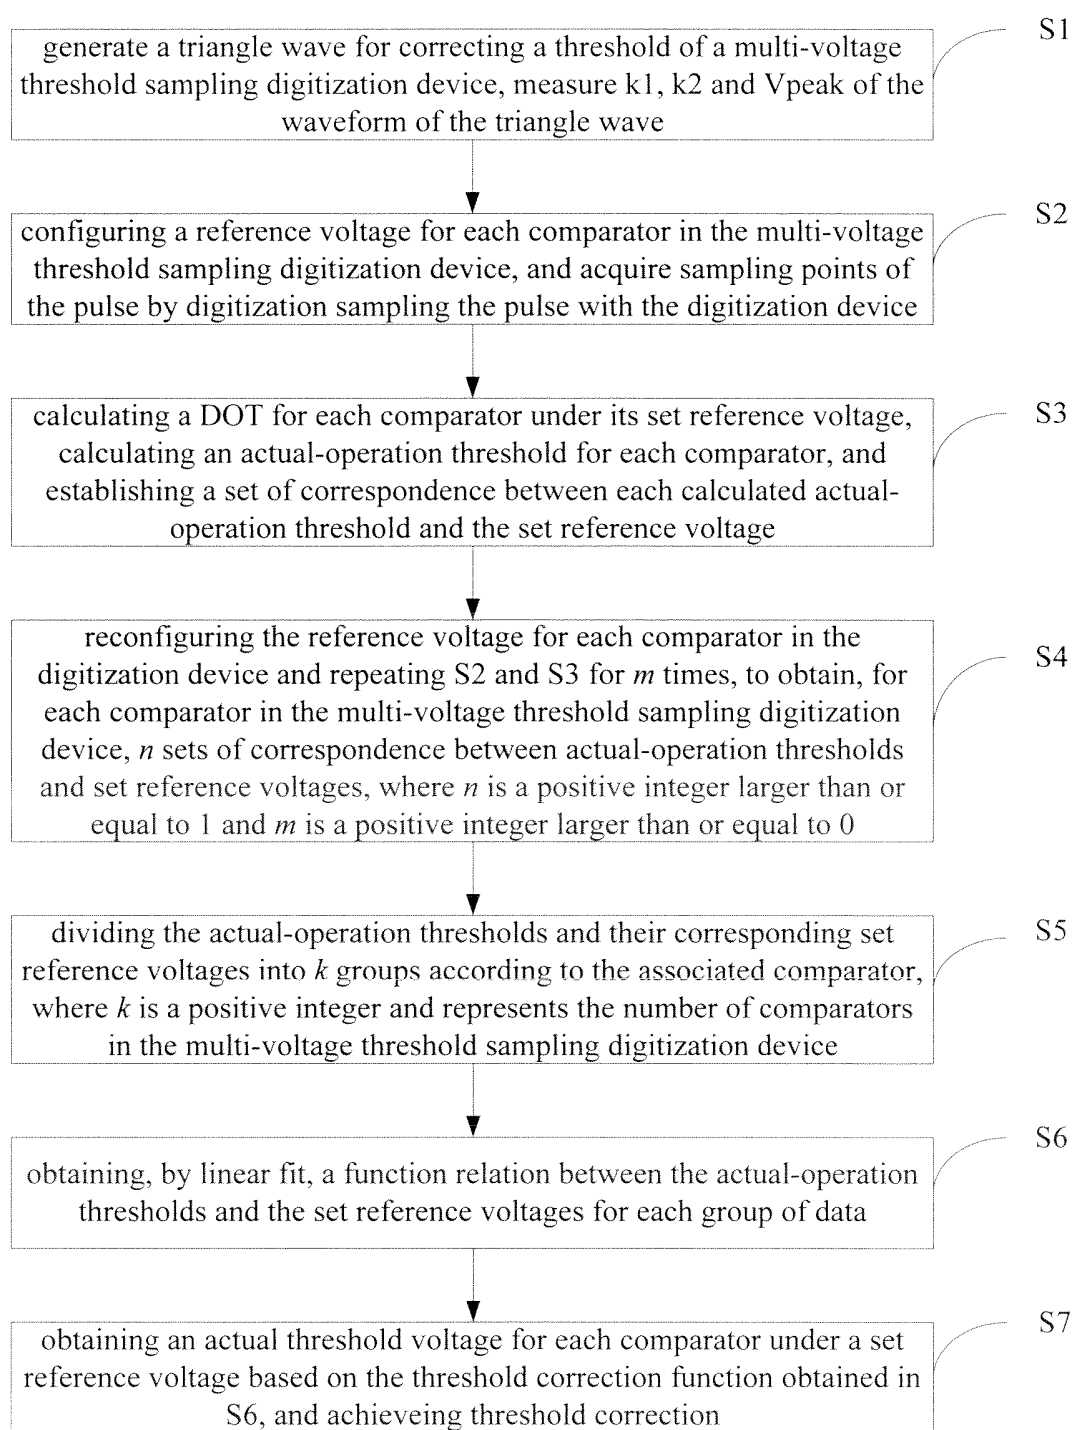 S1
generate a triangle wave for correcting a threshold of a multi-voltage
threshold sampling digitization device, measure k1, k2 and Vpeak of the
waveform of the triangle wave
S2
configuring a reference voltage for each comparator in the multi-voltage
threshold sampling digitization device, and acquire sampling points of
the pulse by digitization sampling the pulse with the digitization device
S3
calculating a DOT for each comparator under its set reference voltage,
calculating an actual-operation threshold for each comparator, and
establishing a set of correspondence between each calculated actual-
operation threshold and the set reference voltage
S4
reconfiguring the reference voltage for each comparator in the
digitization device and repeating S2 and S3 for m times, to obtain, for
each comparator in the multi-voltage threshold sampling digitization
device, n sets of correspondence between actual-operation thresholds
and set reference voltages, where n is a positive integer larger than or
equal to 1 and m is a positive integer larger than or equal to 0
S5
dividing the actual-operation thresholds and their corresponding set
reference voltages into k groups according to the associated comparator,
where k is a positive integer and represents the number of comparators
in the multi-voltage threshold sampling digitization device
S6
obtaining, by linear fit, a function relation between the actual-operation
thresholds and the set reference voltages for each group of data
S7
obtaining an actual threshold voltage for each comparator under a set
reference voltage based on the threshold correction function obtained in
S6, and achieveing threshold correction